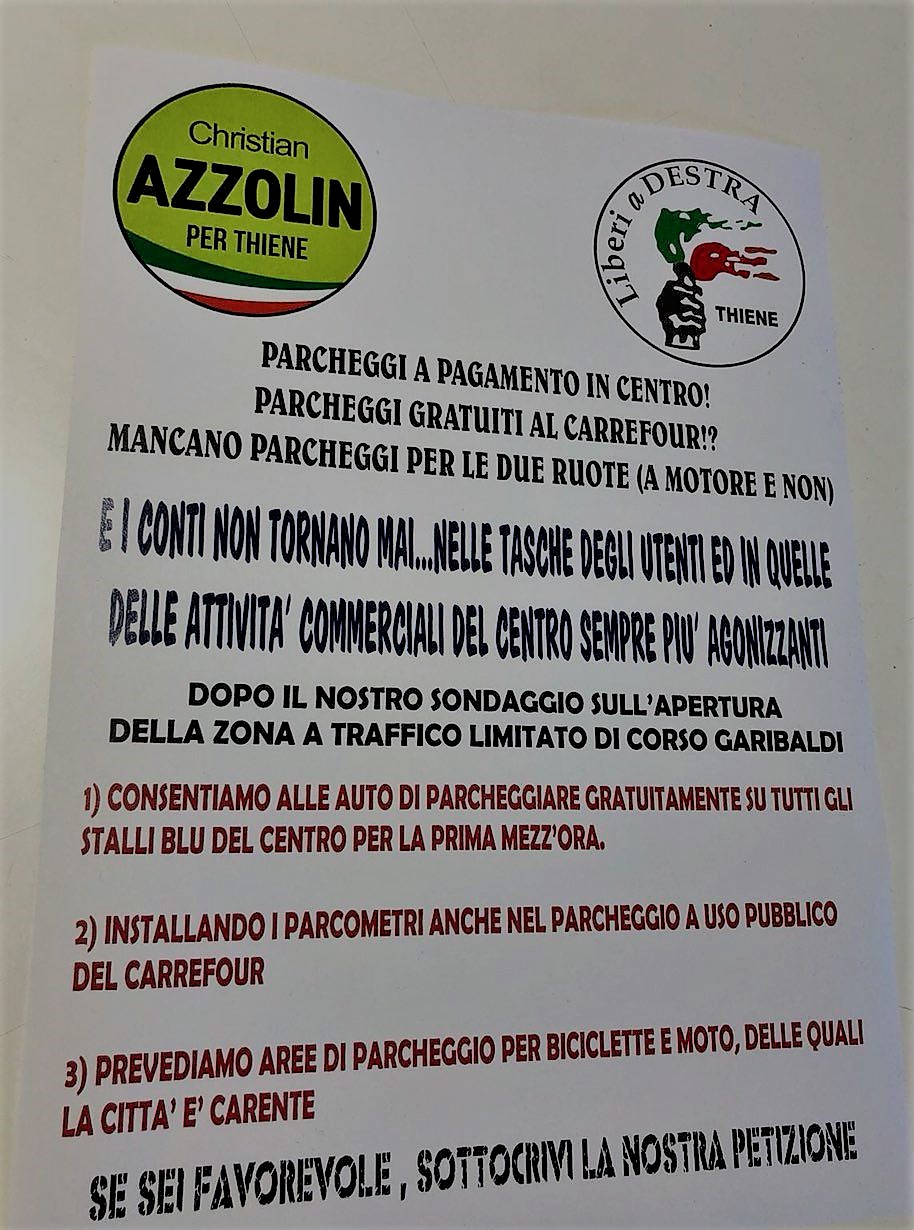 Christian
AZZOLIN
PER THIENE
Liberi a DESTRA
THIENE
PARCHEGGI A PAGAMENTO IN CENTRO!
PARCHEGGI GRATUITI AL CARREFOUR!?
MANCANO PARCHEGGI PER LE DUE RUOTE (A MOTORE E NON)
E I CONTI NON TORNANO MAI...NELLE TASCHE DEGLI UTENTI ED IN QUELLE
DELLE ATTIVITA' COMMERCIALI DEL CENTRO SEMPRE PIU' AGONIZZANTI
DOPO IL NOSTRO SONDAGGIO SULL'APERTURA
DELLA ZONA A TRAFFICO LIMITATO DI CORSO GARIBALDI
1) CONSENTIAMO ALLE AUTO DI PARCHEGGIARE GRATUITAMENTE SU TUTTI GLI
STALLI BLU DEL CENTRO PER LA PRIMA MEZZ'ORA.
2) INSTALLANDO I PARCOMETRI ANCHE NEL PARCHEGGIO A USO PUBBLICO
DEL CARREFOUR
3) PREVEDIAMO AREE DI PARCHEGGIO PER BICICLETTE E MOTO, DELLE QUALI
LA CITTA' E' CARENTE
SE SEI FAVOREVOLE , SOTTOCRIVI LA NOSTRA PETIZIONE